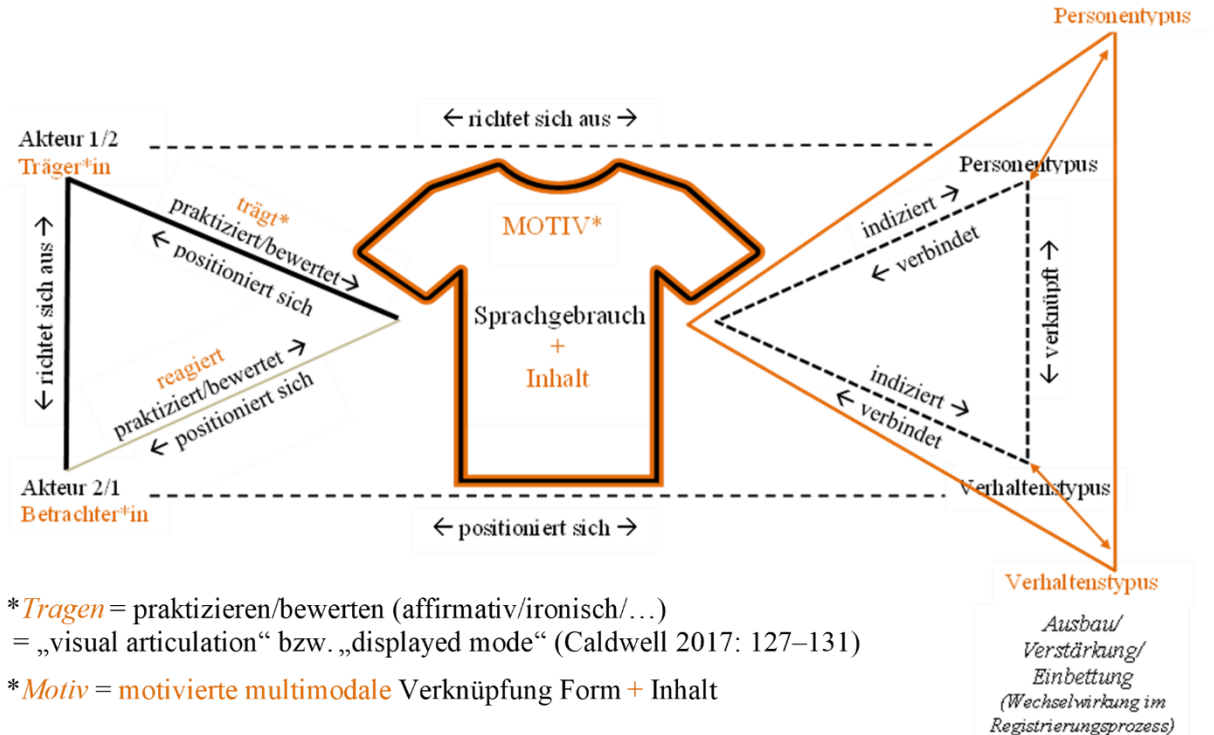 Personentypus
← richtet sich aus →
Akteur 1/2
Träger*in
Personentypus
trägt*
praktiziert/bewertet →
← positioniert sich
MOTIV*
indiziert →
← verbindet
← richtet sich aus →
← verknüpft →
Sprachgebrauch
+
Inhalt
reagiert
praktiziert/bewertet →
← positioniert sich
indiziert →
← verbindet
Akteur 2/1
Betrachter*in
Verhaltenstypus
← positioniert sich →
Verhaltenstypus
Ausbau/
Verstärkung/
Einbettung
(Wechselwirkung im
Registrierungsprozess)
*Tragen = praktizieren/bewerten (affirmativ/ironisch/…)
= „visual articulation“ bzw. „displayed mode“ (Caldwell 2017: 127–131)
*Motiv = motivierte multimodale Verknüpfung Form + Inhalt